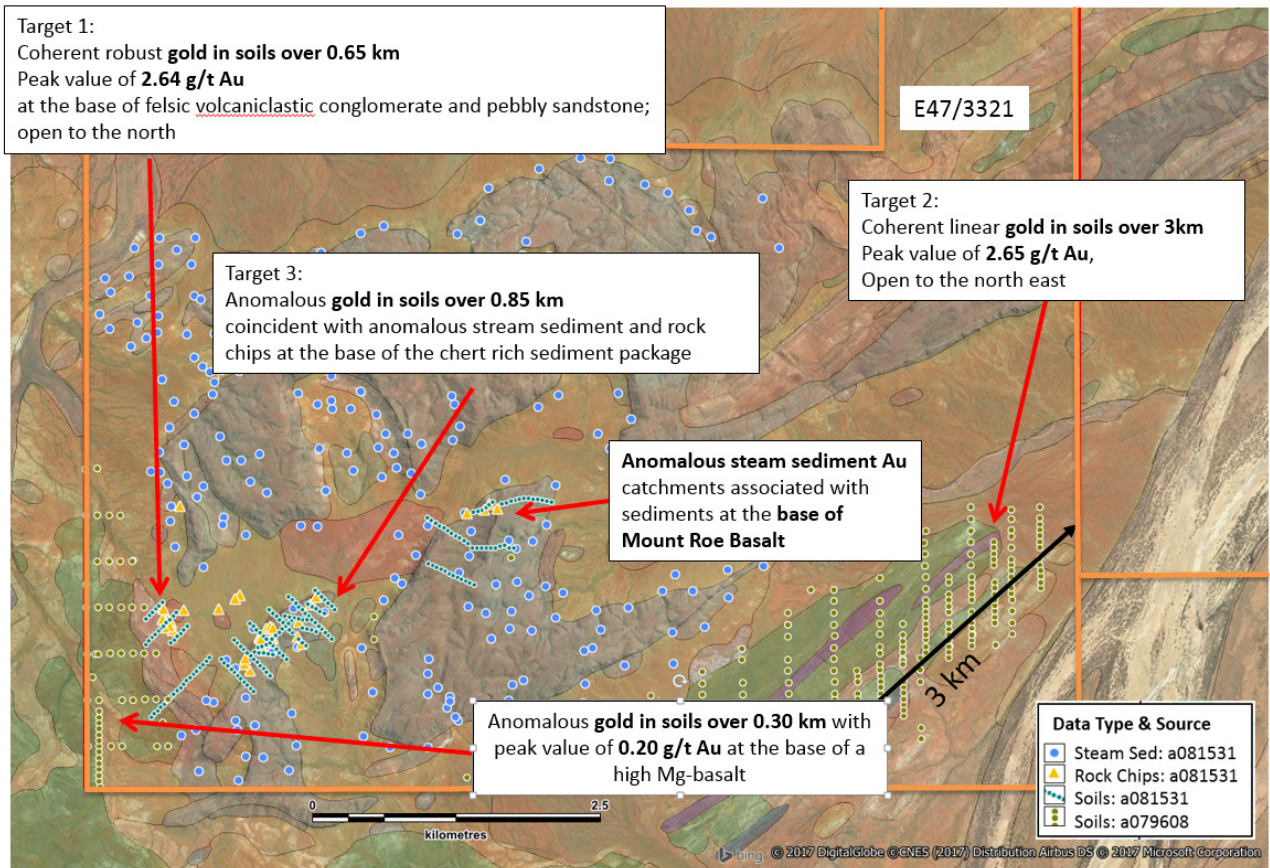 Target 1:
Coherent robust gold in soils over 0.65 km
Peak value of 2.64 g/t Au
at the base of felsic volcaniclastic conglomerate and pebbly sandstone;
open to the north
E47/3321
Target 2:
Coherent linear gold in soils over 3km
Peak value of 2.65 g/t Au,
Open to the north east
Target 3:
Anomalous gold in soils over 0.85 km
coincident with anomalous stream sediment and rock
chips at the base of the chert rich sediment package
Anomalous steam sediment Au
catchments associated with
sediments at the base of
Mount Roe Basalt
3 km
Anomalous gold in soils over 0.30 km with
peak value of 0.20 g/t Au at the base of a
high Mg-basalt
Data Type & Source
Steam Sed: a081531
Rock Chips: a081531
Soils: a081531
Soils: a079608
0 2.5
kilometres
bing © 2017 DigitalGlobe © CNES (2017) Distribution Airbus DS © 2017 Microsoft Corporation